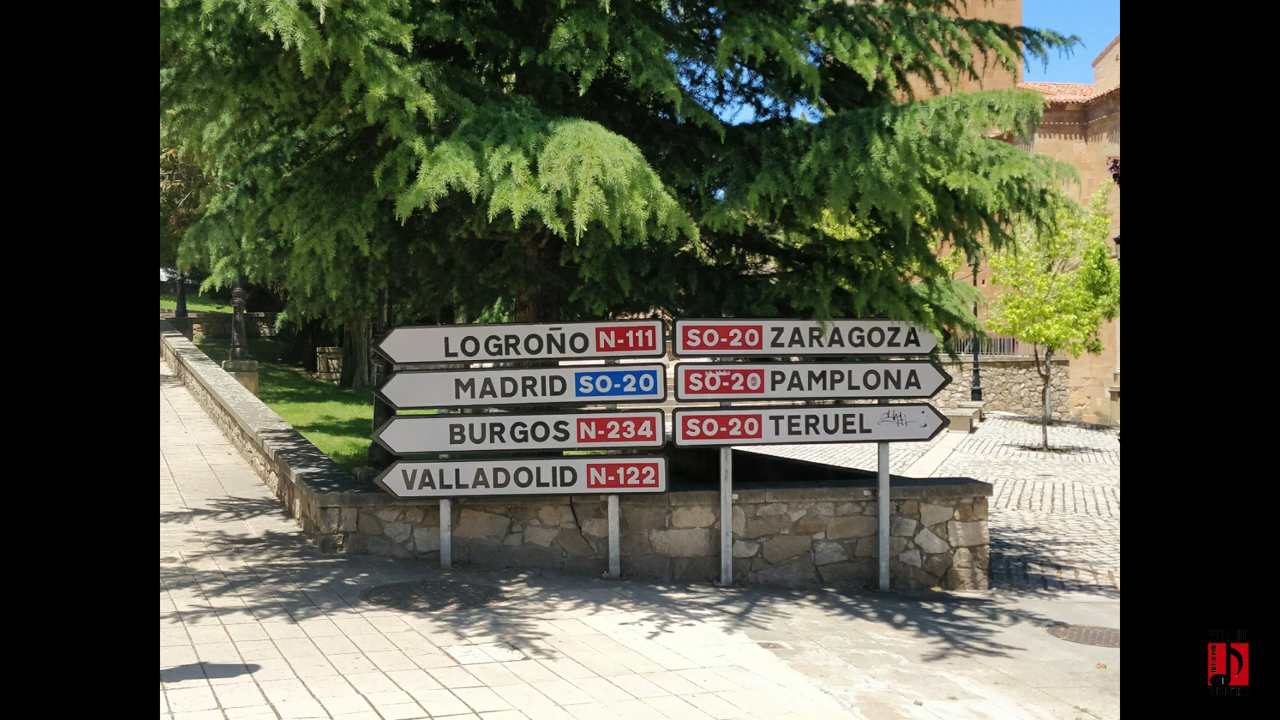 LOGROÑO N-111
MADRID SO-20
BURGOS N-234
VALLADOLID N-122
SO-20 ZARAGOZA
SO-20 PAMPLONA
SO-20 TERUEL